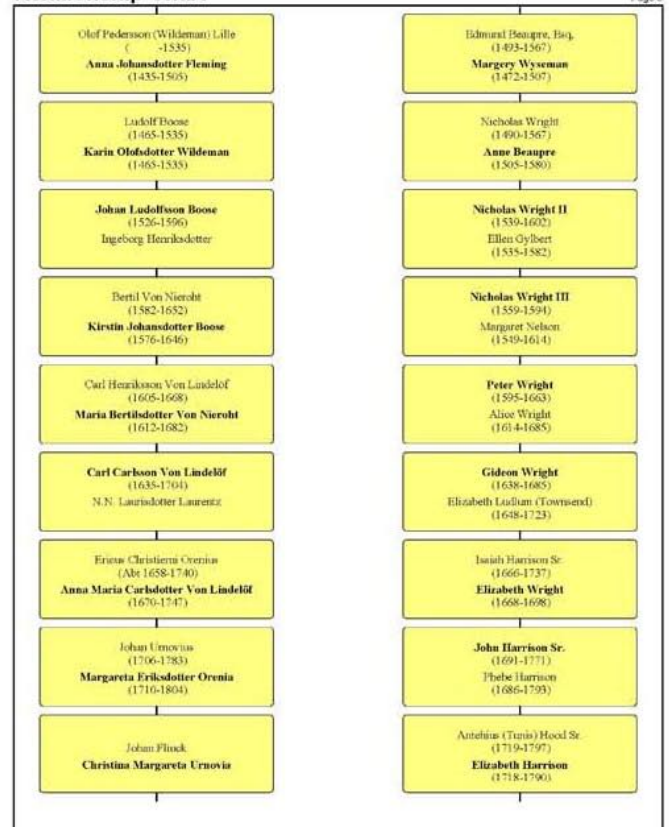 Olof Pedersson (Wildeman) Lille
( -1535)
Anna Johansdotter Fleming
(1435-1505)
Ludolf Boose
(1465-1535)
Karin Olofsdotter Wildeman
(1465-1535)
Johan Ludolfsson Boose
(1526-1596)
Ingeborg Henriksdotter
Bertil Von Nieroht
(1582-1652)
Kirstin Johansdotter Boose
(1576-1646)
Carl Henriksson Von Lindelöf
(1605-1668)
Maria Bertilsdotter Von Nieroht
(1612-1682)
Carl Carlsson Von Lindelöf
(1635-1704)
N.N. Laurisdotter Laurentz
Ericus Christierni Orenius
(Abt 1658-1740)
Anna Maria Carlsdotter Von Lindelöf
(1670-1747)
Johan Urnovius
(1706-1783)
Margareta Eriksdotter Orenia
(1710-1804)
Johan Flinck
Christina Margareta Urnovia
Edmund Beaupre, Esq.
(1493-1567)
Margery Wyseman
(1472-1507)
Nicholas Wright
(1490-1567)
Anne Beaupre
(1505-1580)
Nicholas Wright II
(1539-1602)
Ellen Gylbert
(1535-1582)
Nicholas Wright III
(1559-1594)
Margaret Nelson
(1549-1614)
Peter Wright
(1595-1663)
Alice Wright
(1614-1685)
Gideon Wright
(1638-1685)
Elizabeth Ludlum (Townsend)
(1648-1723)
Isaiah Harrison Sr.
(1666-1737)
Elizabeth Wright
(1668-1698)
John Harrison Sr.
(1691-1771)
Phebe Harrison
(1686-1793)
Antehius (Tunis) Hood Sr.
(1719-1797)
Elizabeth Harrison
(1718-1790)